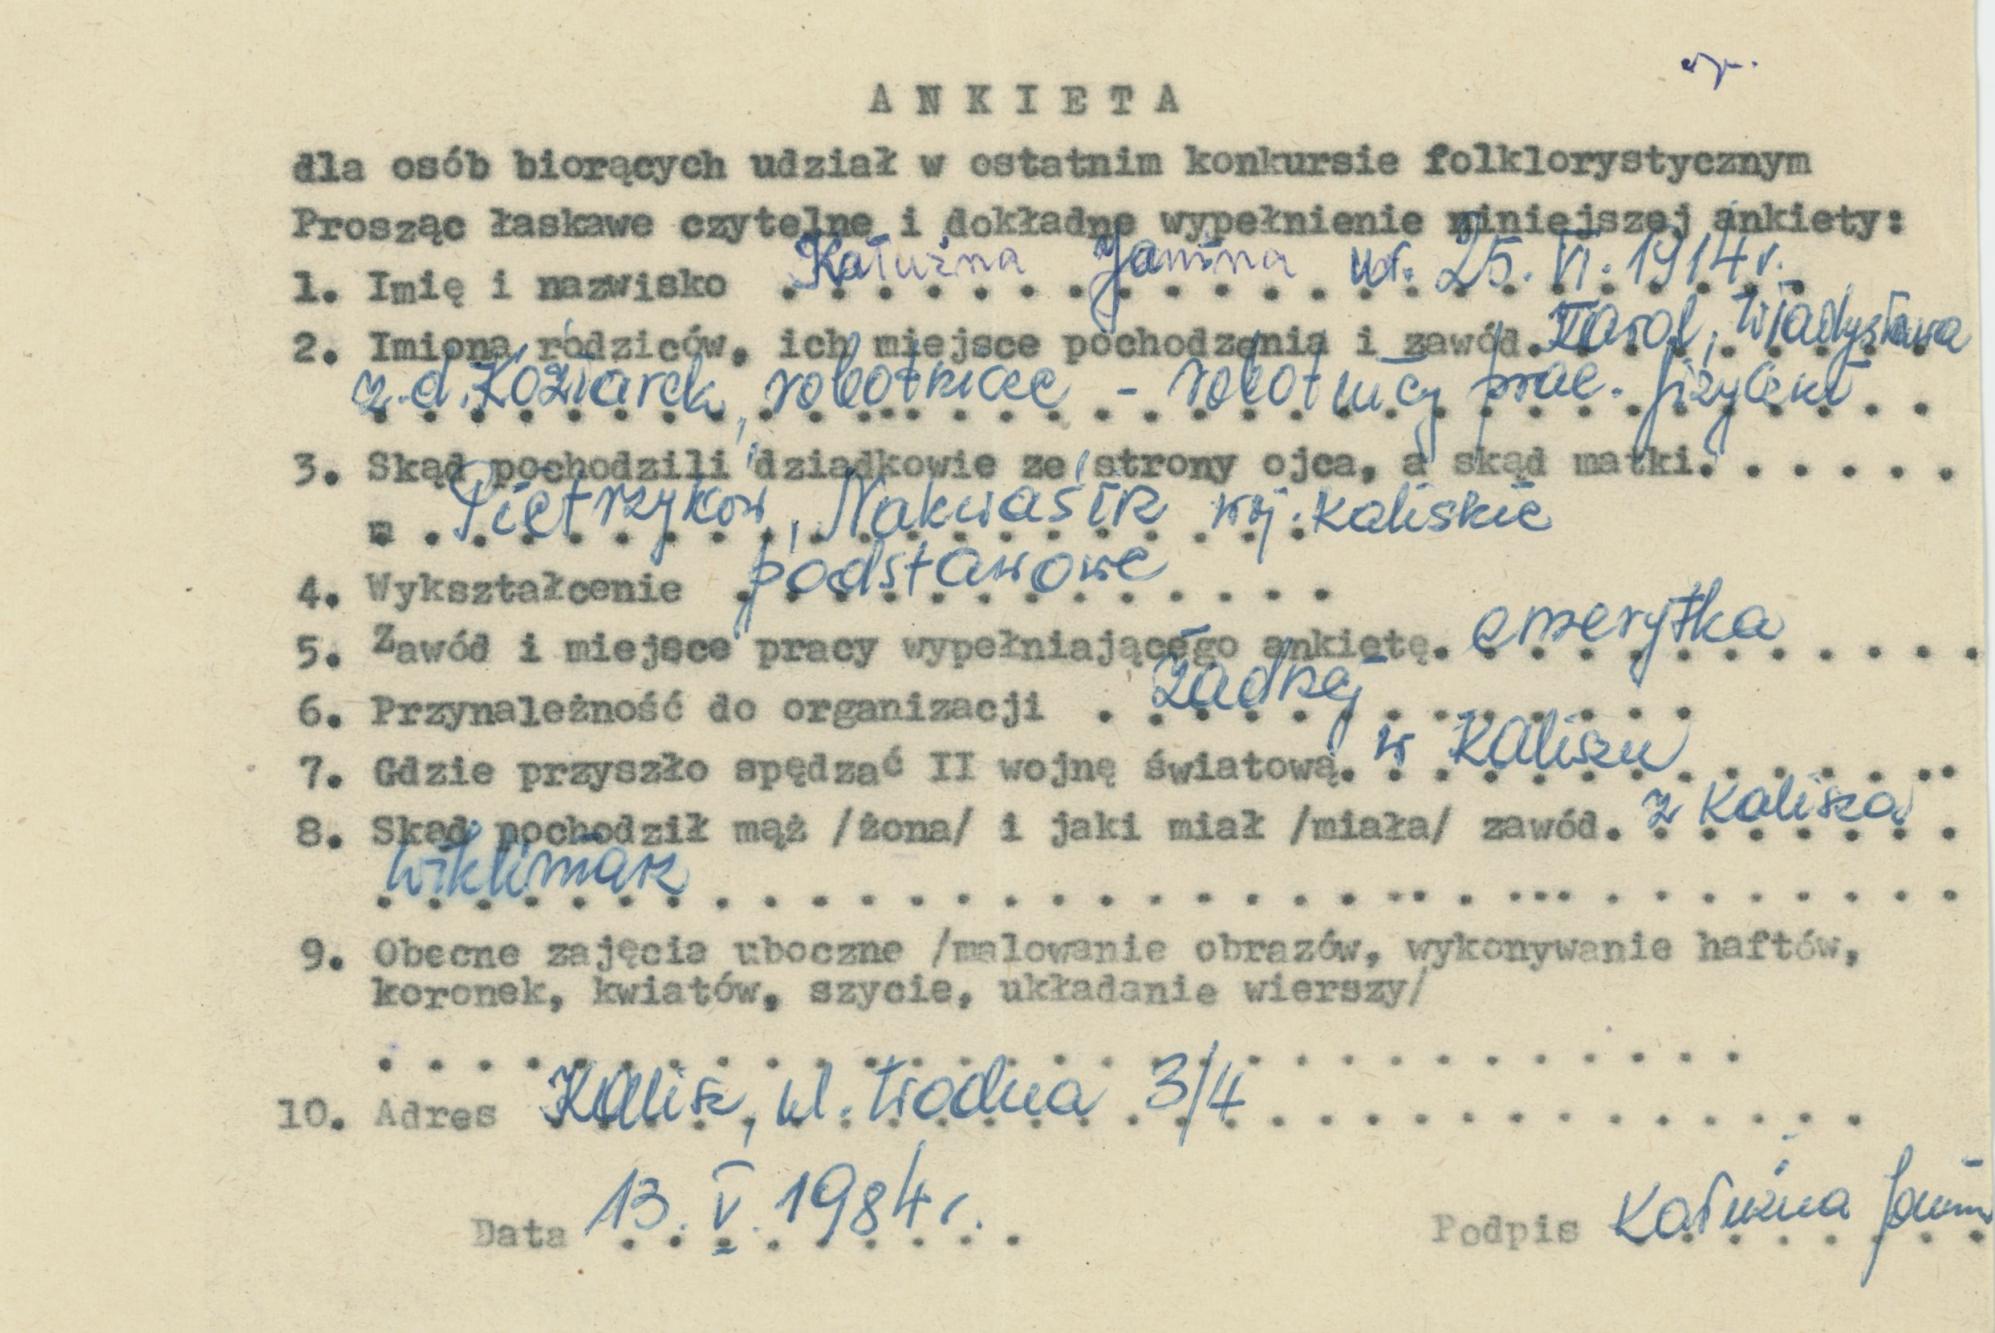 ANKIETA
dla osób biorących udział w ostatnim konkursie folklorystycznym
Prosząc łaskawe czytelne i dokładne wypełnienie niniejszej ankiety:
1. Imię i nazwisko Kałużna Janina ur. 25. VI. 1914 r.
2. Imiona rodziców, ich miejsce pochodzenia i zawód. Karol, Władysława
z.d. Koziarek, robotnice - robotnicy prac. fizyczni
3. Skąd pochodzili dziadkowie ze strony ojca, a skąd matki. . . . . .
Pietrzyków, Nakwasin woj. kaliskie
4. Wykształcenie podstawowe
5. Zawód i miejsce pracy wypełniającego ankietę. emerytka
6. Przynależność do organizacji . żadnej
7. Gdzie przyszło spędzać II wojnę światową. w Kaliszu
8. Skąd pochodził mąż /żona/ i jaki miał /miała/ zawód. z Kalisza
wikliniarz
9. Obecne zajęcia uboczne /malowanie obrazów, wykonywanie haftów,
koronek, kwiatów, szycie, układanie wierszy/
10. Adres Kalisz, ul. Wodna 3/4
Data 13. V. 1984 r. Podpis Kałużna Janin